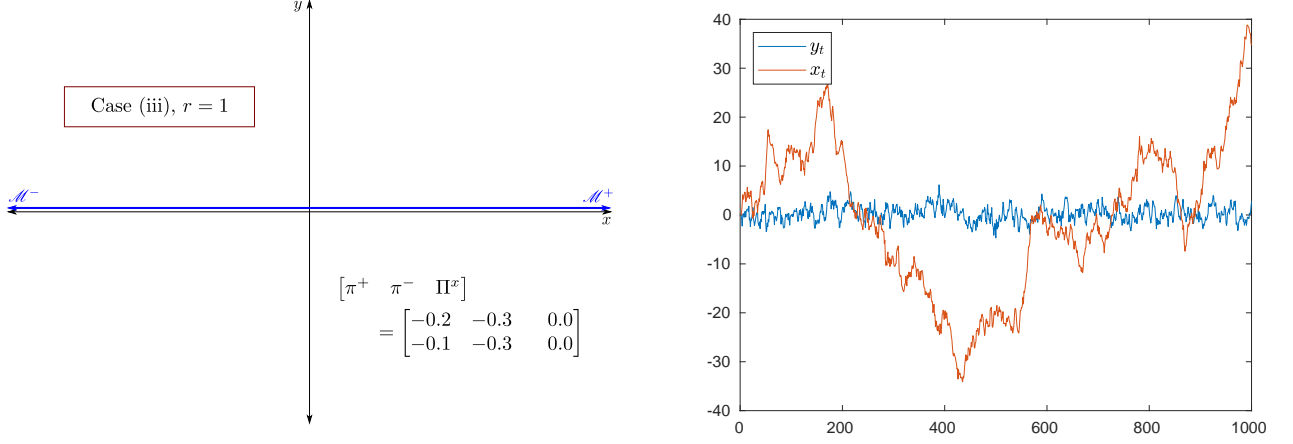 y
Case (iii), r = 1
ℳ⁻ ℳ⁺
x
[π⁺ π⁻ Πˣ]
= [−0.2 −0.3 0.0
−0.1 −0.3 0.0]
40
30
20
10
0
-10
-20
-30
-40
y_t
x_t
0 200 400 600 800 1000